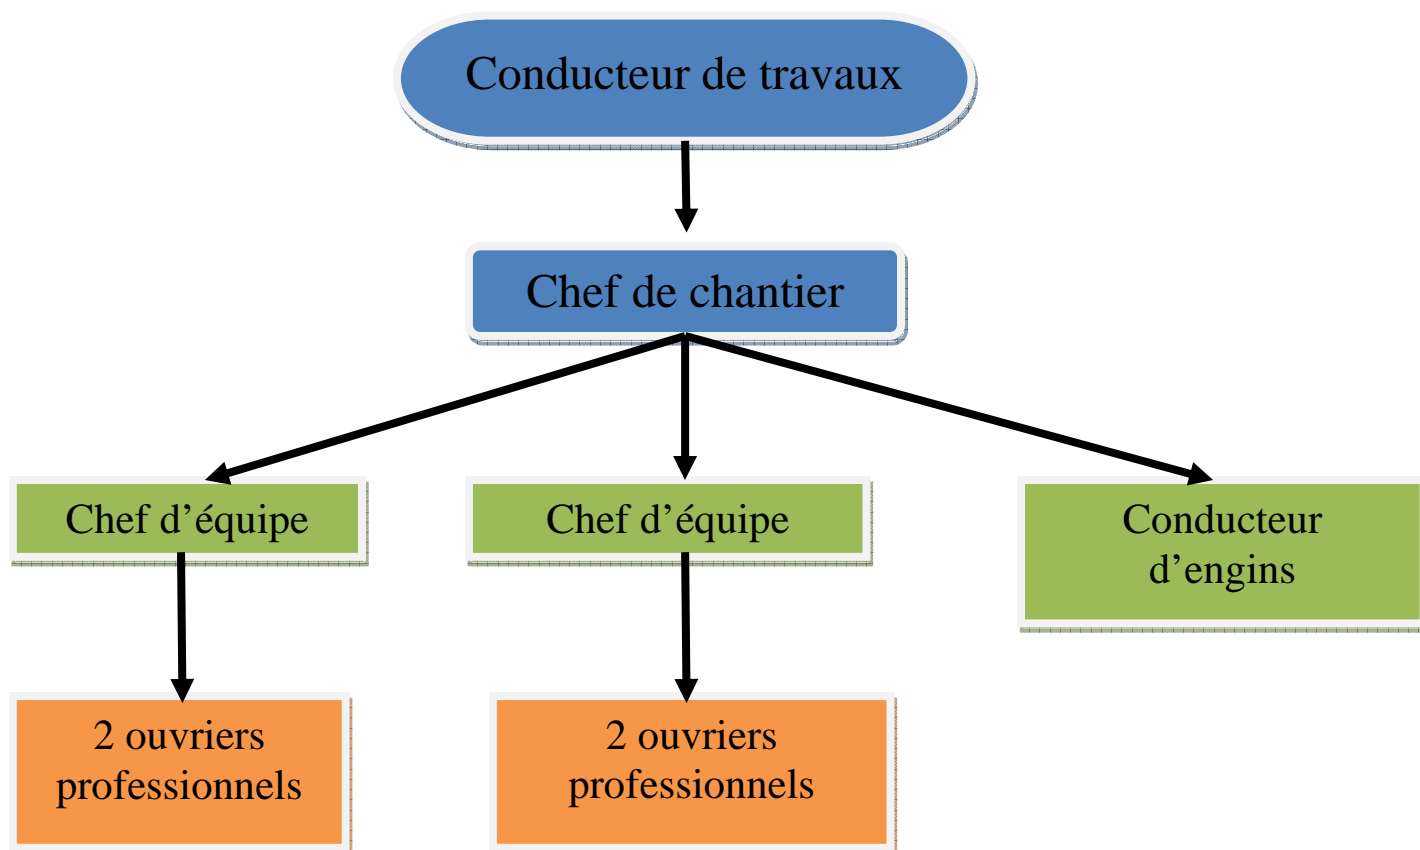 Conducteur de travaux
Chef de chantier
Chef d’équipe
Chef d’équipe
Conducteur
d’engins
2 ouvriers
professionnels
2 ouvriers
professionnels